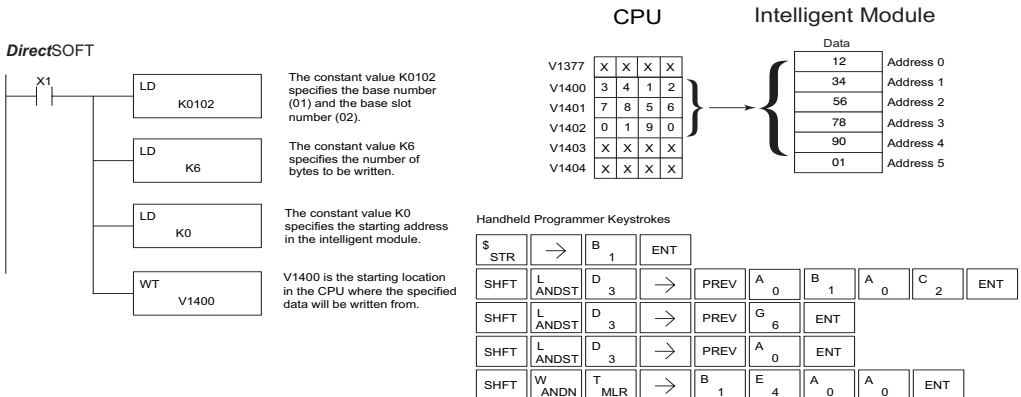 CPU Intelligent Module
DirectSOFT
X1
LD
K0102
The constant value K0102
specifies the base number
(01) and the base slot
number (02).
LD
K6
The constant value K6
specifies the number of
bytes to be written.
LD
K0
The constant value K0
specifies the starting address
in the intelligent module.
WT
V1400
V1400 is the starting location
in the CPU where the specified
data will be written from.
V1377 X X X X
V1400 3 4 1 2
V1401 7 8 5 6
V1402 0 1 9 0
V1403 X X X X
V1404 X X X X
Data
12 Address 0
34 Address 1
56 Address 2
78 Address 3
90 Address 4
01 Address 5
Handheld Programmer Keystrokes
$ STR → B 1 ENT
SHFT L ANDST D 3 → PREV A 0 B 1 A 0 C 2 ENT
SHFT L ANDST D 3 → PREV G 6 ENT
SHFT L ANDST D 3 → PREV A 0 ENT
SHFT W ANDN T MLR → B 1 E 4 A 0 A 0 ENT